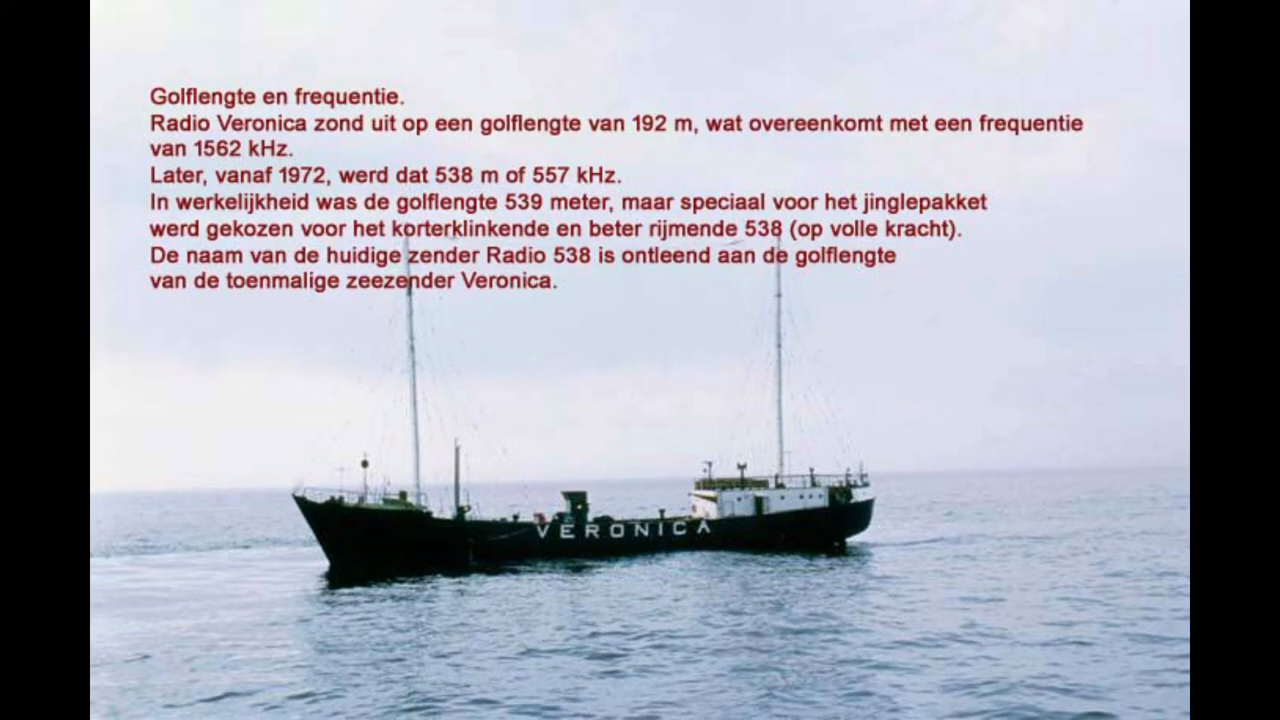 Golflengte en frequentie.
Radio Veronica zond uit op een golflengte van 192 m, wat overeenkomt met een frequentie
van 1562 kHz.
Later, vanaf 1972, werd dat 538 m of 557 kHz.
In werkelijkheid was de golflengte 539 meter, maar speciaal voor het jinglepakket
werd gekozen voor het korterklinkende en beter rijmende 538 (op volle kracht).
De naam van de huidige zender Radio 538 is ontleend aan de golflengte
van de toenmalige zeezender Veronica.
VERONICA